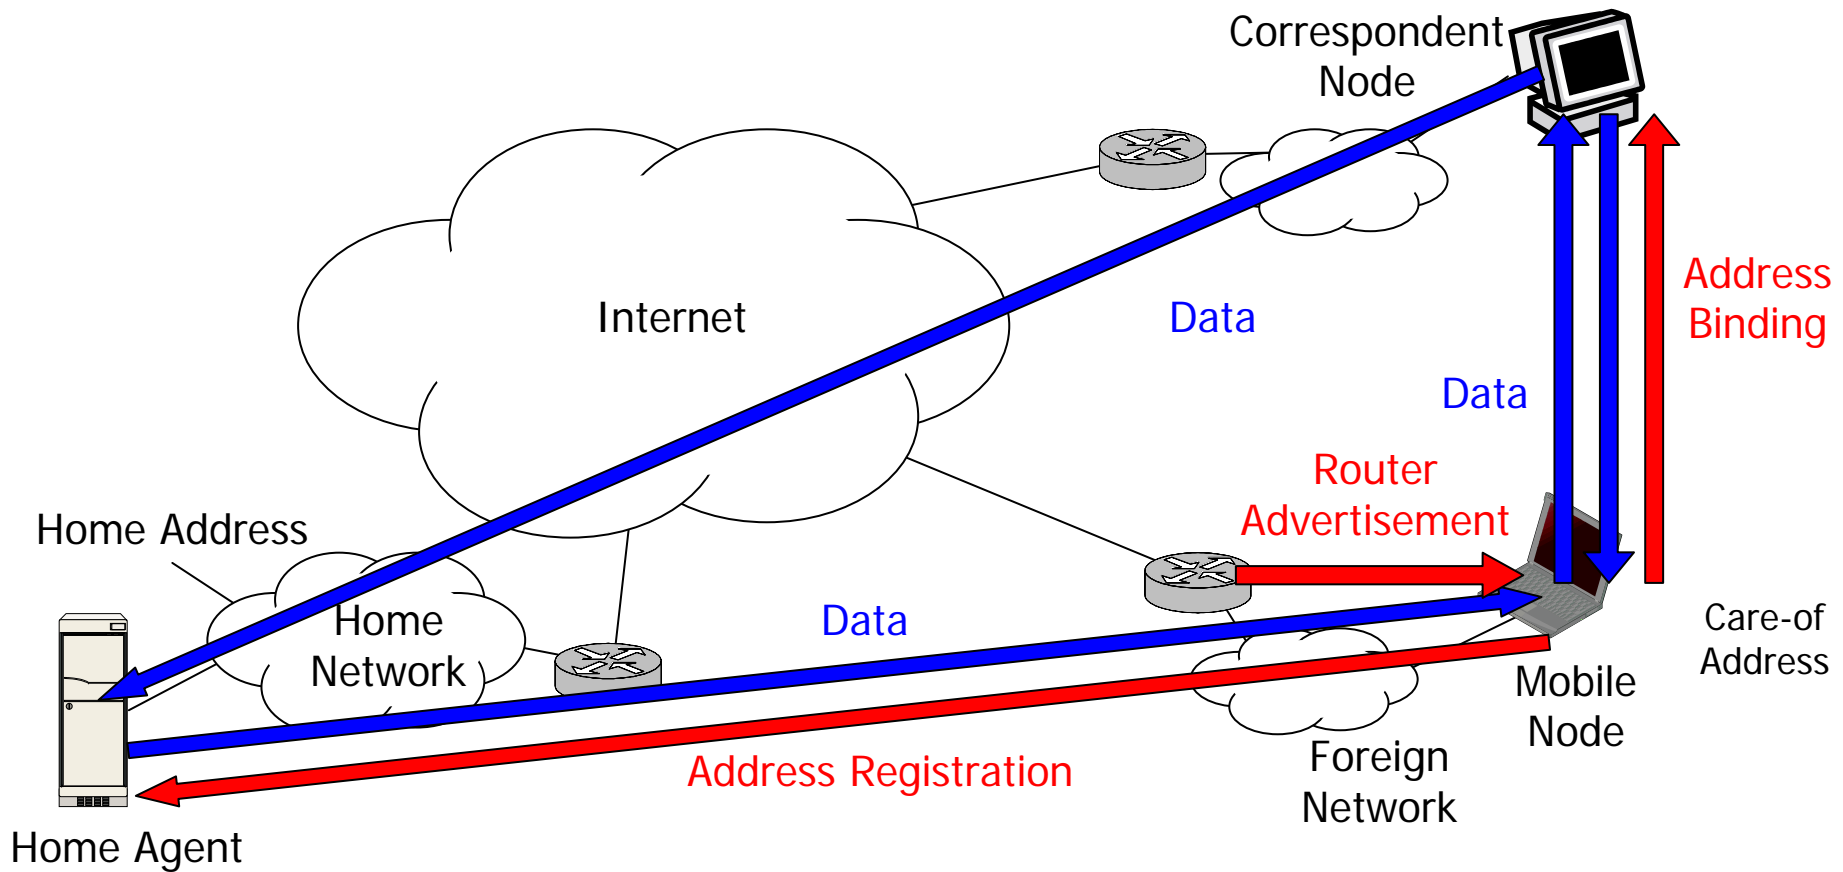 Correspondent
Node
Internet
Data
Address
Binding
Data
Router
Advertisement
Home Address
Home
Network
Data
Care-of
Address
Mobile
Node
Address Registration
Foreign
Network
Home Agent